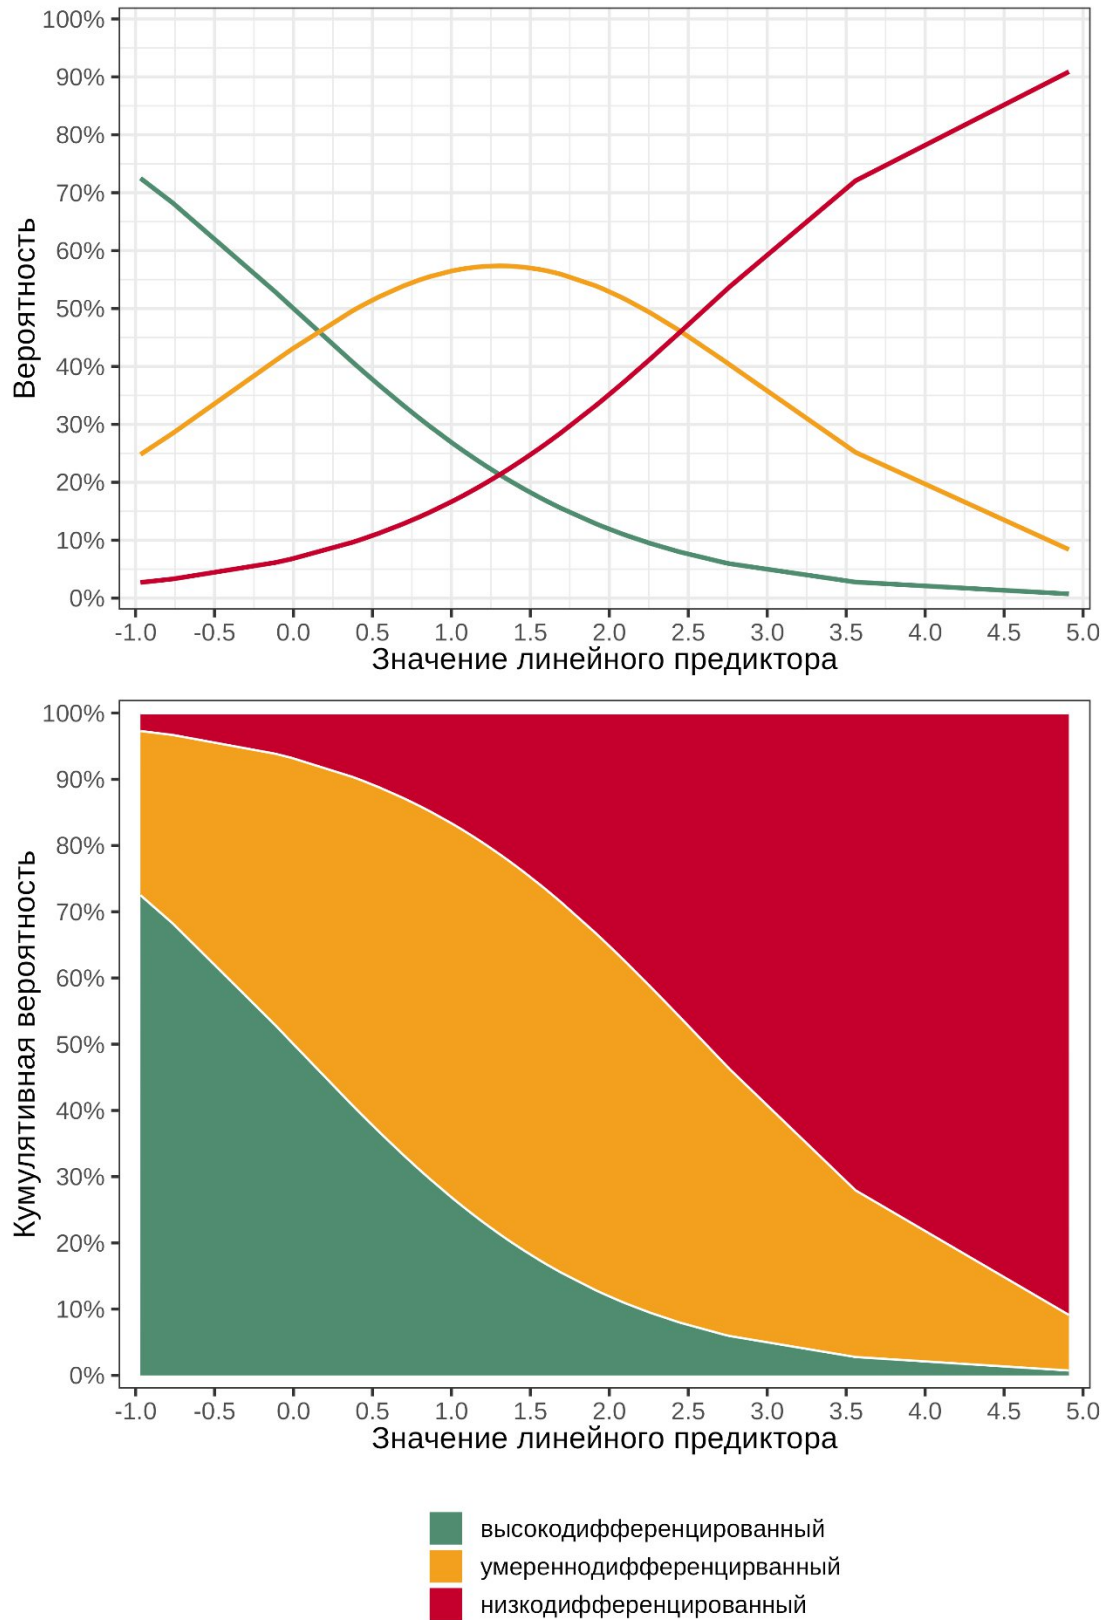 100%
90%
80%
70%
60%
50%
40%
30%
20%
10%
0%
Вероятность
-1.0 -0.5 0.0 0.5 1.0 1.5 2.0 2.5 3.0 3.5 4.0 4.5 5.0
Значение линейного предиктора
100%
90%
80%
70%
60%
50%
40%
30%
20%
10%
0%
Кумулятивная вероятность
-1.0 -0.5 0.0 0.5 1.0 1.5 2.0 2.5 3.0 3.5 4.0 4.5 5.0
Значение линейного предиктора
высокодифференцированный
умереннодифференцирванный
низкодифференцированный